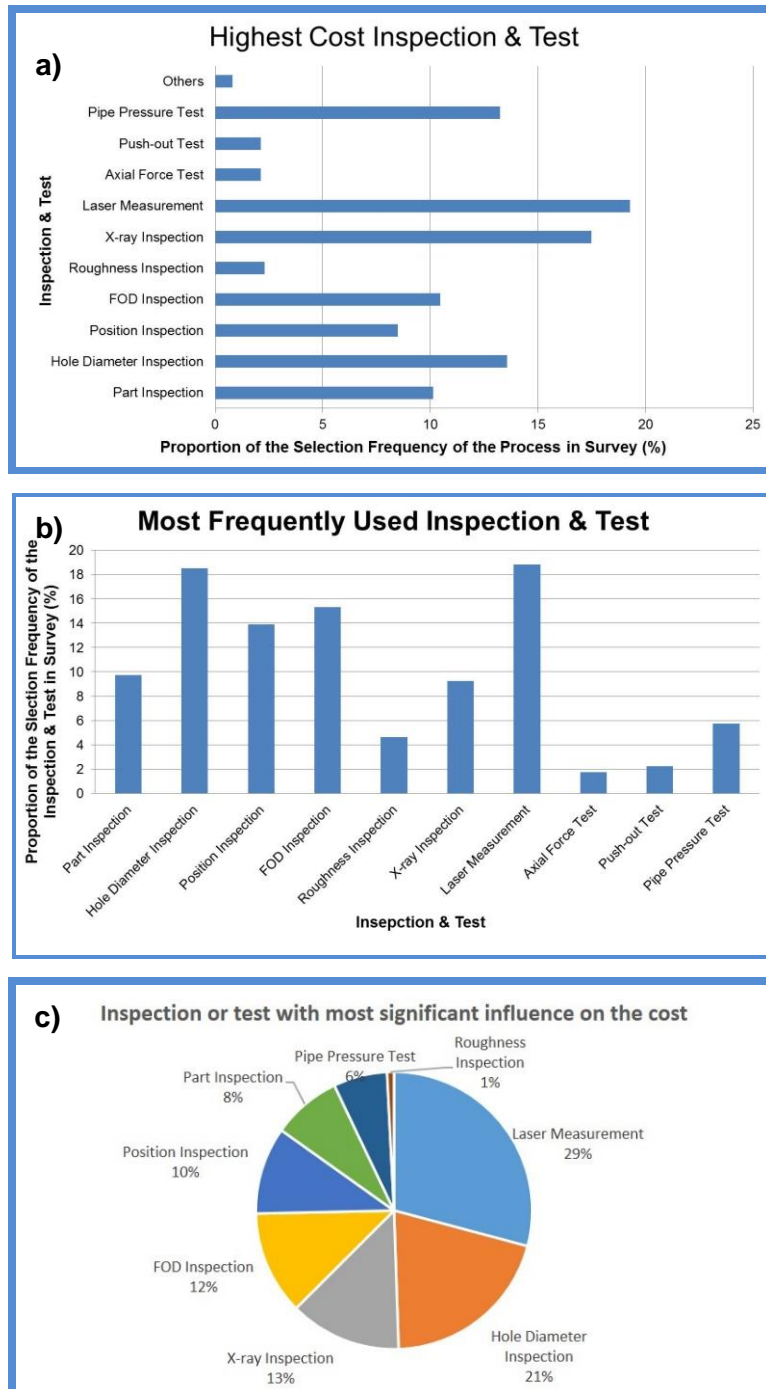 a)
Highest Cost Inspection & Test
Inspection & Test
Others
Pipe Pressure Test
Push-out Test
Axial Force Test
Laser Measurement
X-ray Inspection
Roughness Inspection
FOD Inspection
Position Inspection
Hole Diameter Inspection
Part Inspection
0 5 10 15 20 25
Proportion of the Selection Frequency of the Process in Survey (%)
b)
Most Frequently Used Inspection & Test
Proportion of the Slection Frequency of the
Inspection & Test in Survey (%)
20
18
16
14
12
10
8
6
4
2
0
Part Inspection
Hole Diameter Inspection
Position Inspection
FOD Inspection
Roughness Inspection
X-ray Inspection
Laser Measurement
Axial Force Test
Push-out Test
Pipe Pressure Test
Insepction & Test
c)
Inspection or test with most significant influence on the cost
Roughness
Inspection
1%
Pipe Pressure Test
6%
Part Inspection
8%
Laser Measurement
29%
Position Inspection
10%
FOD Inspection
12%
Hole Diameter
Inspection
21%
X-ray Inspection
13%